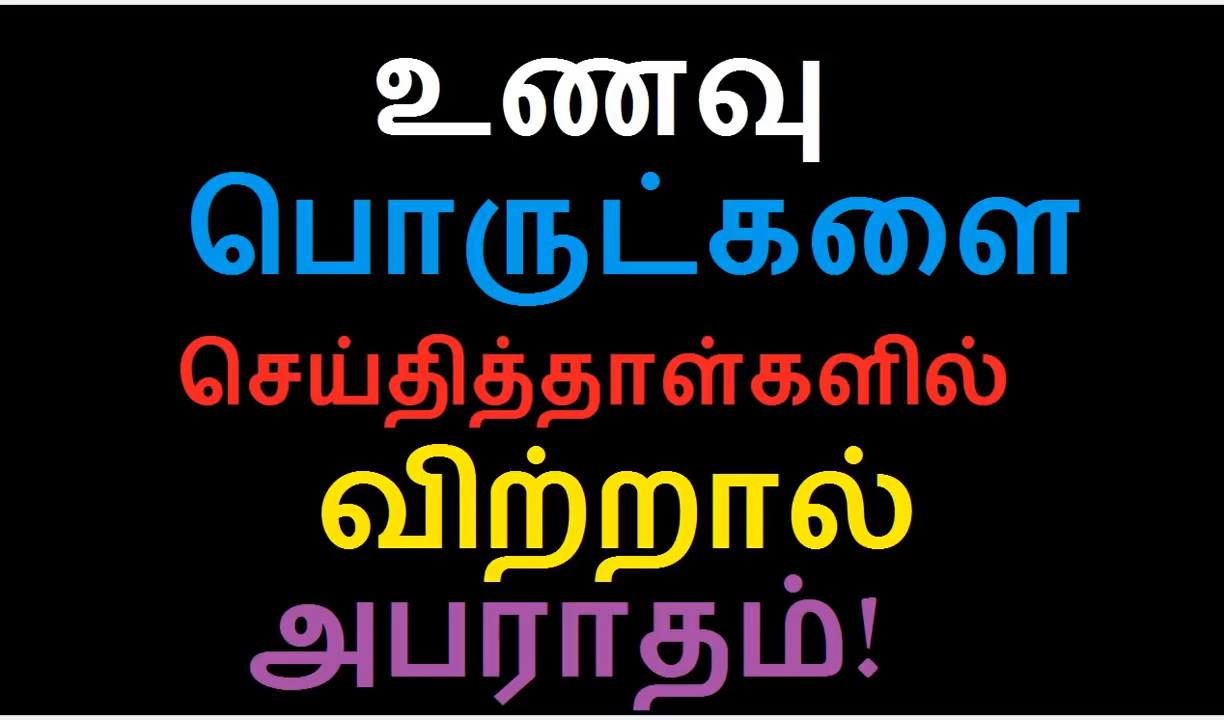 உணவு
பொருட்களை
செய்தித்தாள்களில்
விற்றால்
அபராதம்!